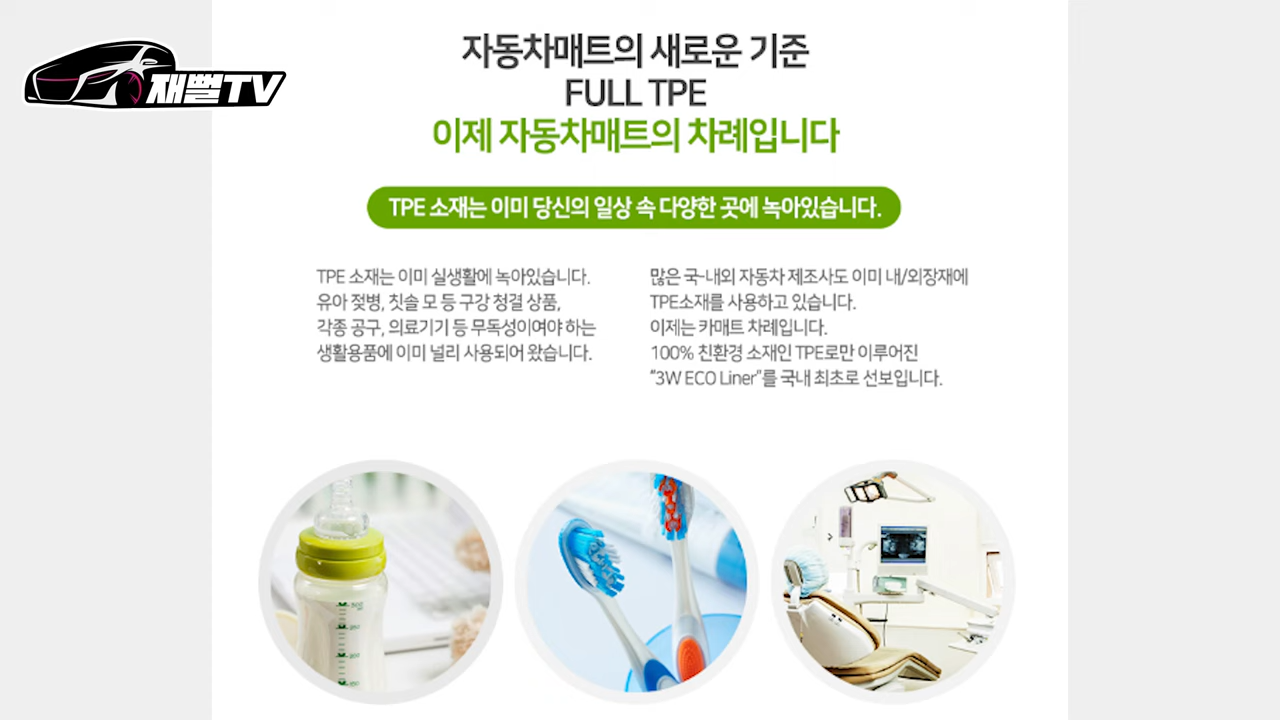 재뻘TV
자동차매트의 새로운 기준
FULL TPE
이제 자동차매트의 차례입니다
TPE 소재는 이미 당신의 일상 속 다양한 곳에 녹아있습니다.
TPE 소재는 이미 실생활에 녹아있습니다.
유아 젖병, 칫솔 모 등 구강 청결 상품,
각종 공구, 의료기기 등 무독성이여야 하는
생활용품에 이미 널리 사용되어 왔습니다.
많은 국·내외 자동차 제조사도 이미 내/외장재에
TPE소재를 사용하고 있습니다.
이제는 카매트 차례입니다.
100% 친환경 소재인 TPE로만 이루어진
“3W ECO Liner”를 국내 최초로 선보입니다.